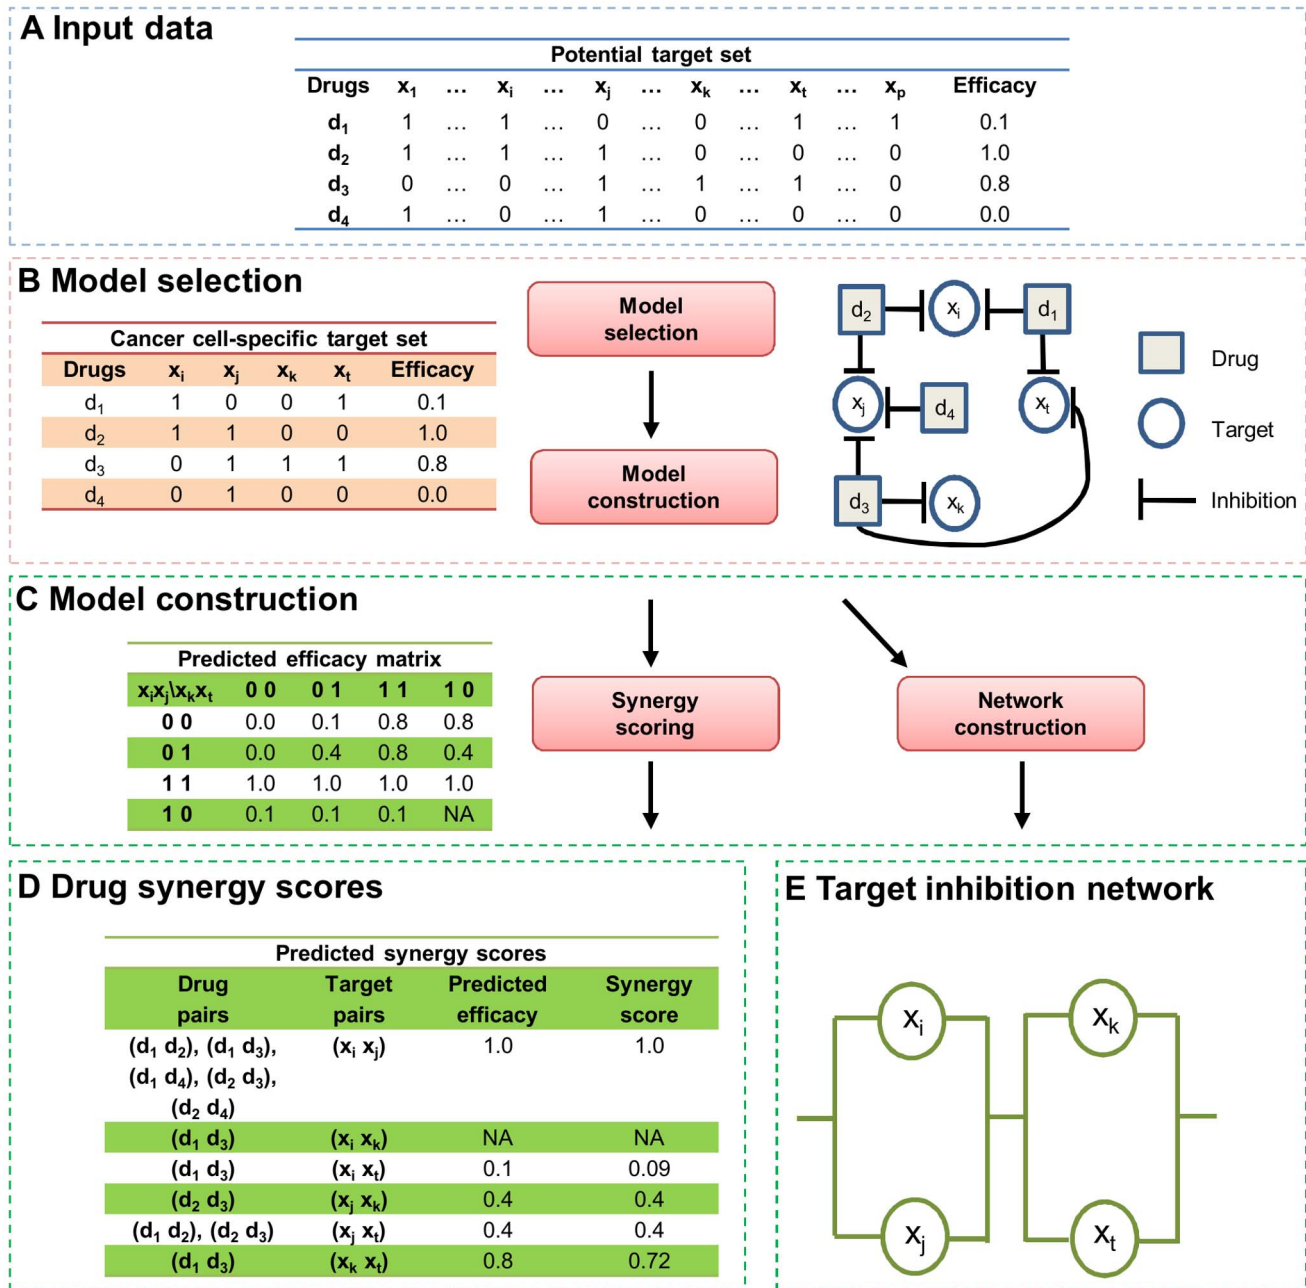 A Input data
Potential target set
Drugs x₁ ... xᵢ ... xⱼ ... xₖ ... xₜ ... xₚ Efficacy
d₁ 1 ... 1 ... 0 ... 0 ... 1 ... 1 0.1
d₂ 1 ... 1 ... 1 ... 0 ... 0 ... 0 1.0
d₃ 0 ... 0 ... 1 ... 1 ... 1 ... 0 0.8
d₄ 1 ... 0 ... 1 ... 0 ... 0 ... 0 0.0
B Model selection
Cancer cell-specific target set
Drugs xᵢ xⱼ xₖ xₜ Efficacy
d₁ 1 0 0 1 0.1
d₂ 1 1 0 0 1.0
d₃ 0 1 1 1 0.8
d₄ 0 1 0 0 0.0
Model
selection
Model
construction
d₂ xᵢ d₁
xⱼ d₄ xₜ
d₃ xₖ
Drug
Target
Inhibition
C Model construction
Predicted efficacy matrix
xᵢxⱼ\xₖxₜ 0 0 0 1 1 1 1 0
0 0 0.0 0.1 0.8 0.8
0 1 0.0 0.4 0.8 0.4
1 1 1.0 1.0 1.0 1.0
1 0 0.1 0.1 0.1 NA
Synergy
scoring
Network
construction
D Drug synergy scores
Predicted synergy scores
Drug Target Predicted Synergy
pairs pairs efficacy score
(d₁ d₂), (d₁ d₃), (xᵢ xⱼ) 1.0 1.0
(d₁ d₄), (d₂ d₃),
(d₂ d₄)
(d₁ d₃) (xᵢ xₖ) NA NA
(d₁ d₃) (xᵢ xₜ) 0.1 0.09
(d₂ d₃) (xⱼ xₖ) 0.4 0.4
(d₁ d₂), (d₂ d₃) (xⱼ xₜ) 0.4 0.4
(d₁ d₃) (xₖ xₜ) 0.8 0.72
E Target inhibition network
xᵢ xₖ
xⱼ xₜ